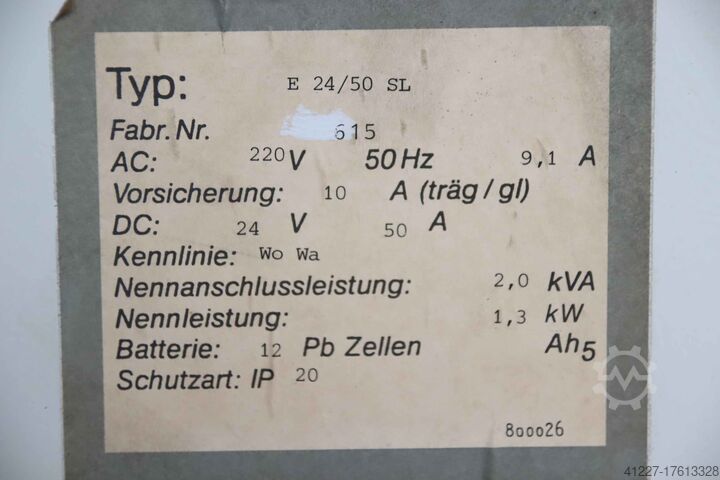 Typ: E 24/50 SL
Fabr. Nr. 615
AC: 220 V 50 Hz 9,1 A
Vorsicherung: 10 A (träg / gl)
DC: 24 V 50 A
Kennlinie: Wo Wa
Nennanschlussleistung: 2,0 kVA
Nennleistung: 1,3 kW
Batterie: 12 Pb Zellen Ah5
Schutzart: IP 20
800026
41227-17613328